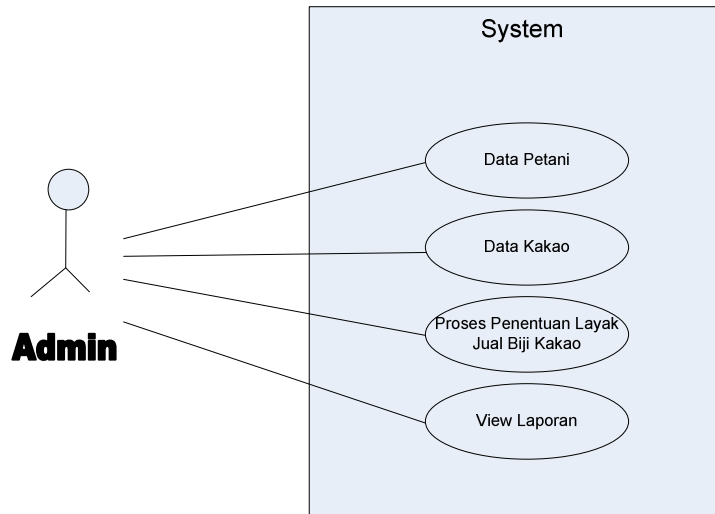 System
Data Petani
Data Kakao
Proses Penentuan Layak
Jual Biji Kakao
View Laporan
Admin